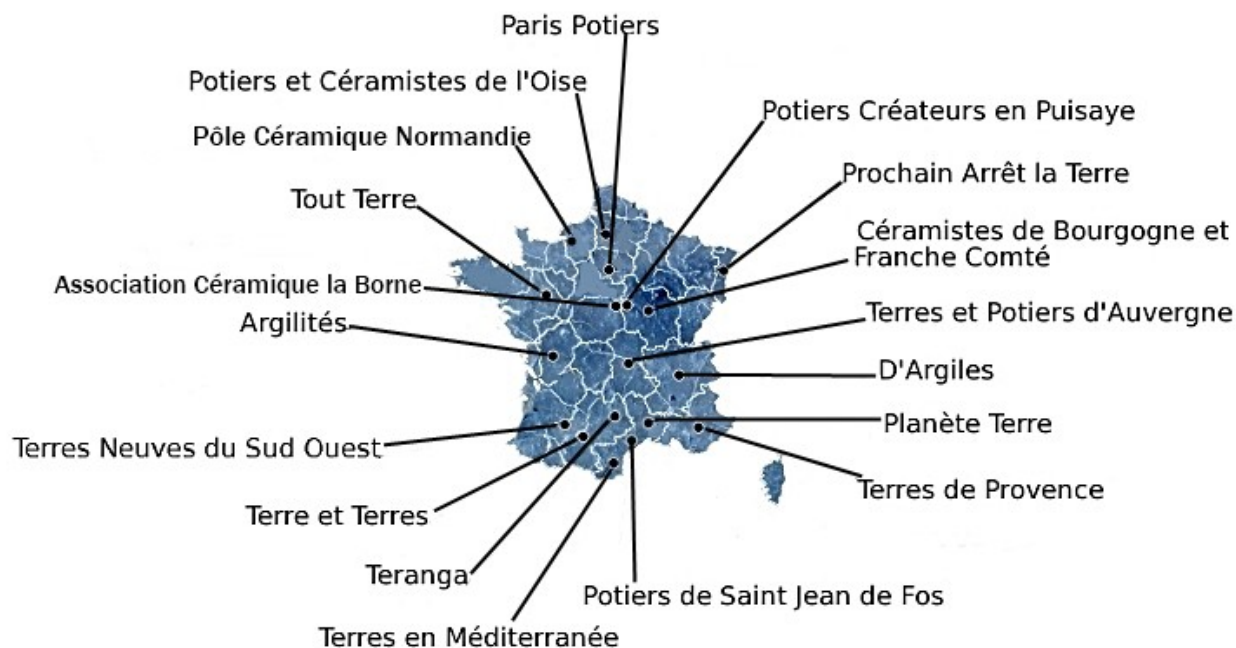 Paris Potiers
Potiers et Céramistes de l'Oise
Potiers Créateurs en Puisaye
Pôle Céramique Normandie
Prochain Arrêt la Terre
Tout Terre
Céramistes de Bourgogne et
Franche Comté
Association Céramique la Borne
Terres et Potiers d'Auvergne
Argilités
D'Argiles
Planète Terre
Terres Neuves du Sud Ouest
Terres de Provence
Terre et Terres
Teranga
Potiers de Saint Jean de Fos
Terres en Méditerranée